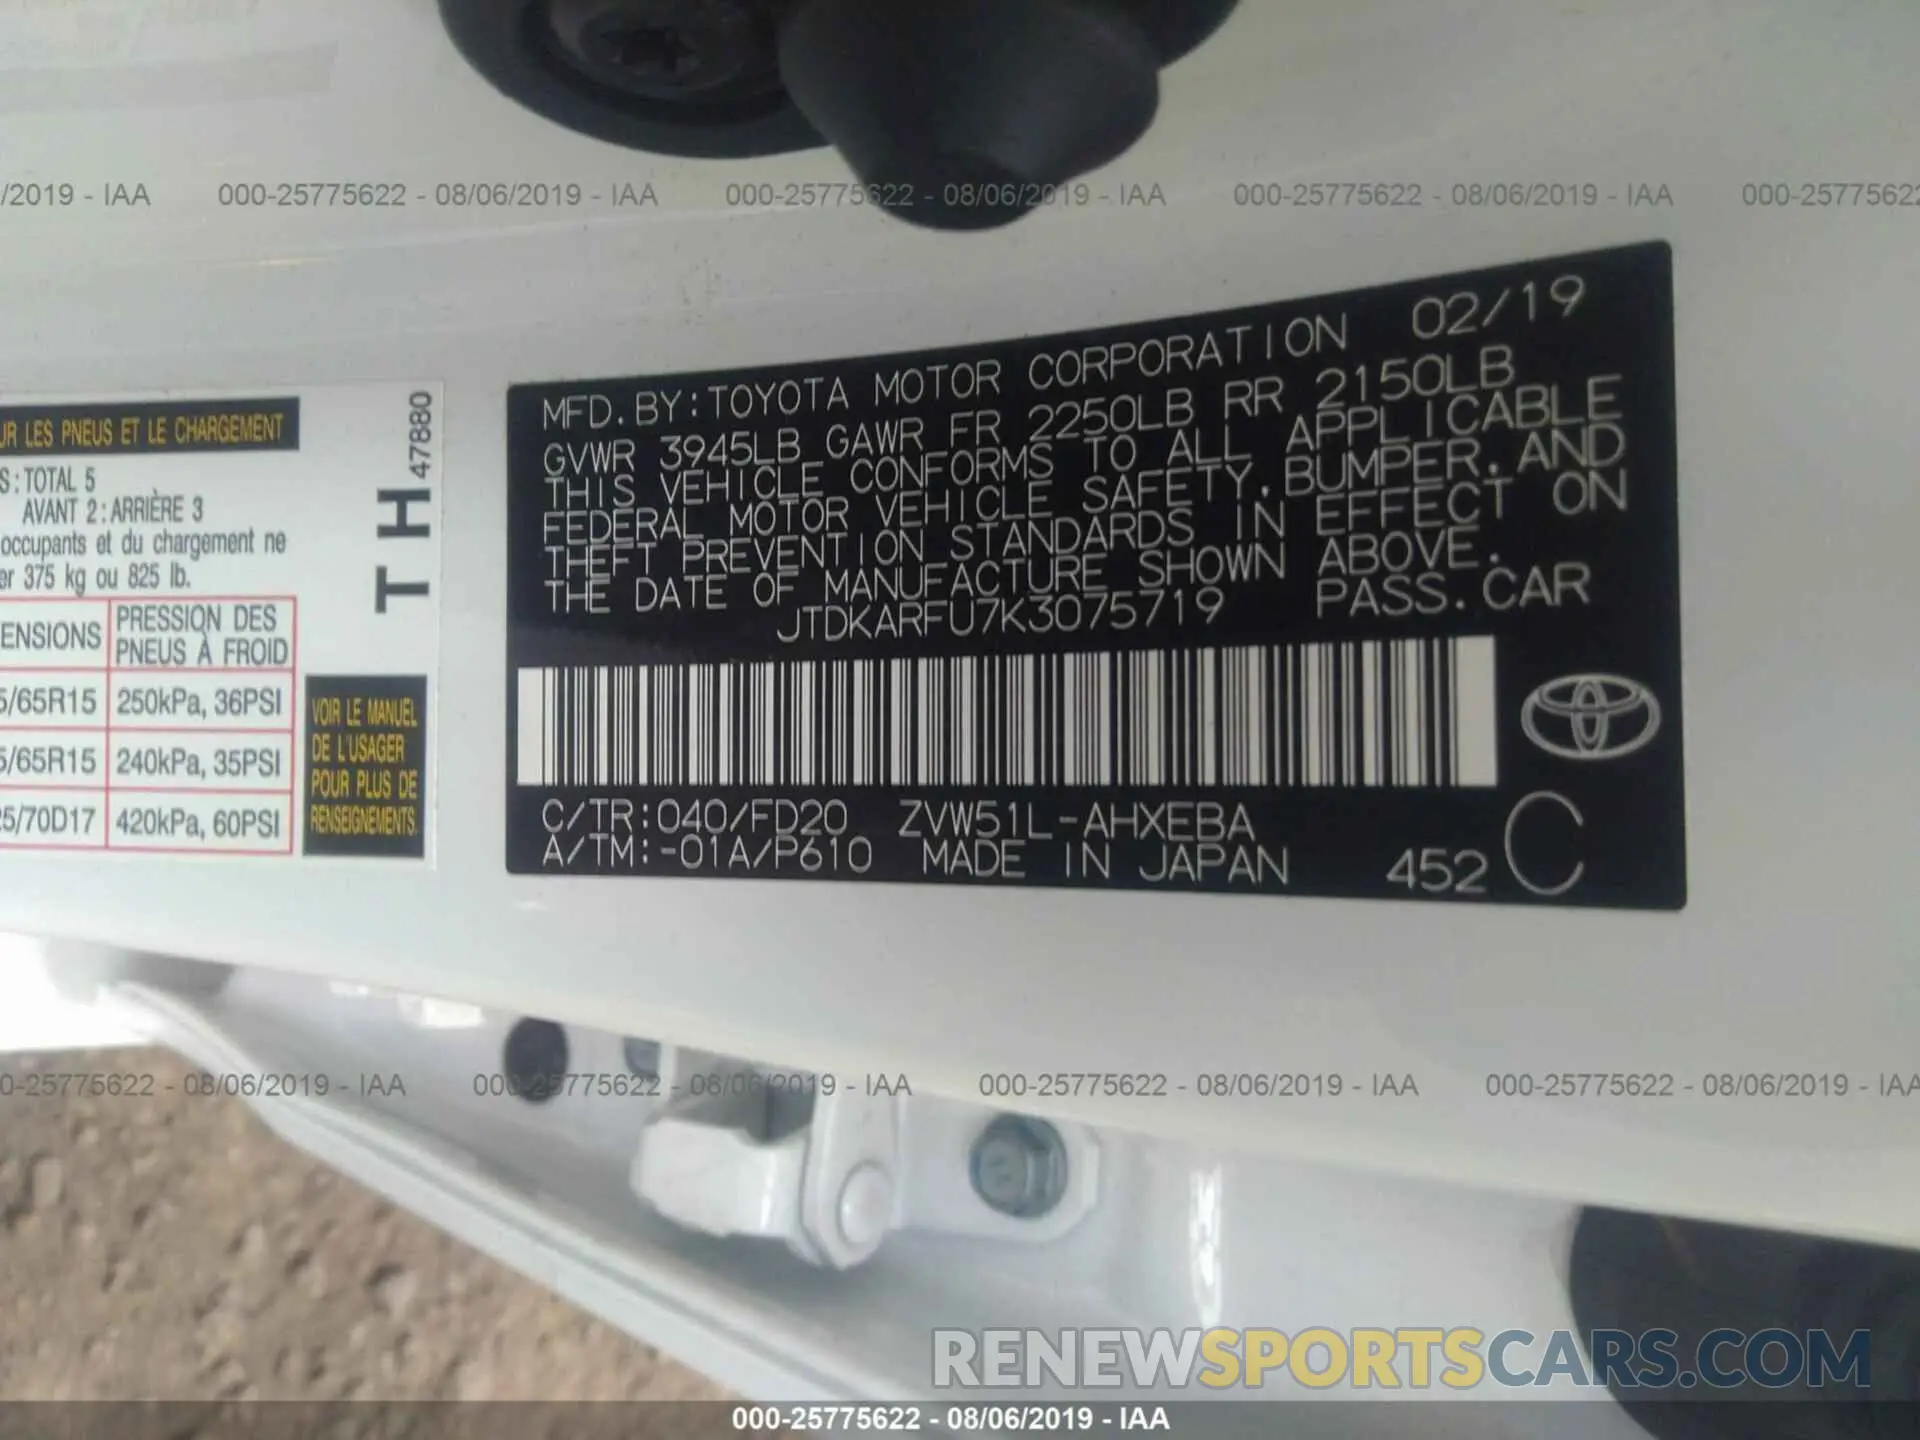 /2019 - IAA 000-25775622 - 08/06/2019 - IAA 000-25775622 - 08/06/2019 - IAA 000-25775622 - 08/06/2019 - IAA 000-2577562
MFD.BY:TOYOTA MOTOR CORPORATION 02/19
GVWR 3945LB GAWR FR 2250LB RR 2150LB
THIS VEHICLE CONFORMS TO ALL APPLICABLE
FEDERAL MOTOR VEHICLE SAFETY, BUMPER, AND
THEFT PREVENTION STANDARDS IN EFFECT ON
THE DATE OF MANUFACTURE SHOWN ABOVE.
JTDKARFU7K3075719 PASS.CAR
C/TR:040/FD20 ZVW51L-AHXEBA
A/TM:-01A/P610 MADE IN JAPAN 452 C
UR LES PNEUS ET LE CHARGEMENT
S:TOTAL 5
AVANT 2:ARRIÈRE 3
occupants et du chargement ne
er 375 kg ou 825 lb.
ENSIONS PRESSION DES
PNEUS À FROID
5/65R15 250kPa, 36PSI
5/65R15 240kPa, 35PSI
25/70D17 420kPa, 60PSI
TH 47880
VOIR LE MANUEL
DE L'USAGER
POUR PLUS DE
RENSEIGNEMENTS.
0-25775622 - 08/06/2019 - IAA 000-25775622 - 08/06/2019 - IAA 000-25775622 - 08/06/2019 - IAA 000-25775622 - 08/06/2019 - IAA
RENEWSPORTSCARS.COM
000-25775622 - 08/06/2019 - IAA